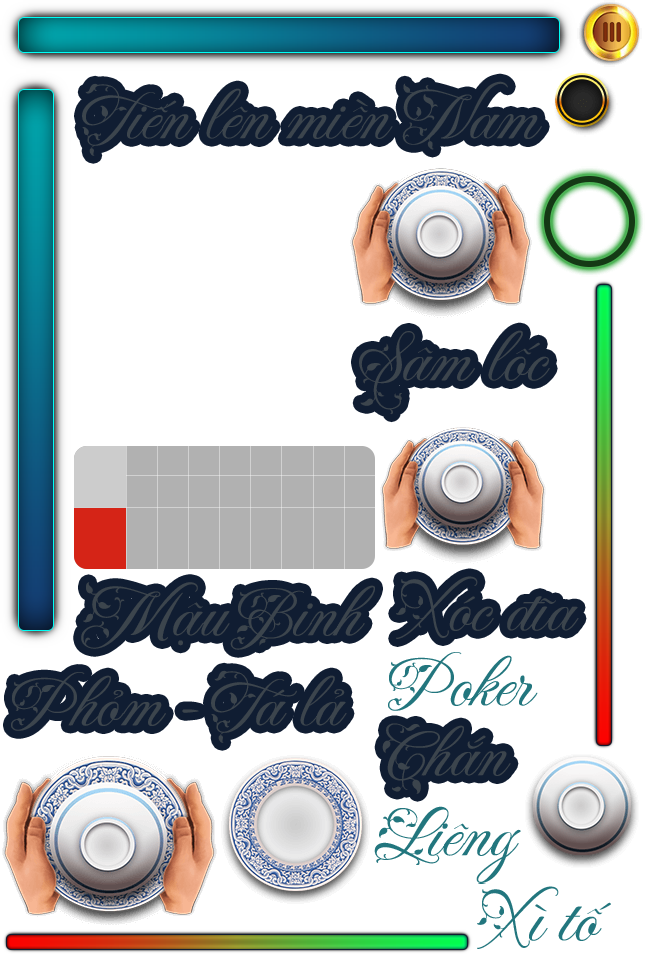 Tiến lên miền Nam
Sâm lốc
Mậu Binh
Xóc đĩa
Phỏm - Tá lả
Poker
Chắn
Liêng
Xì tố